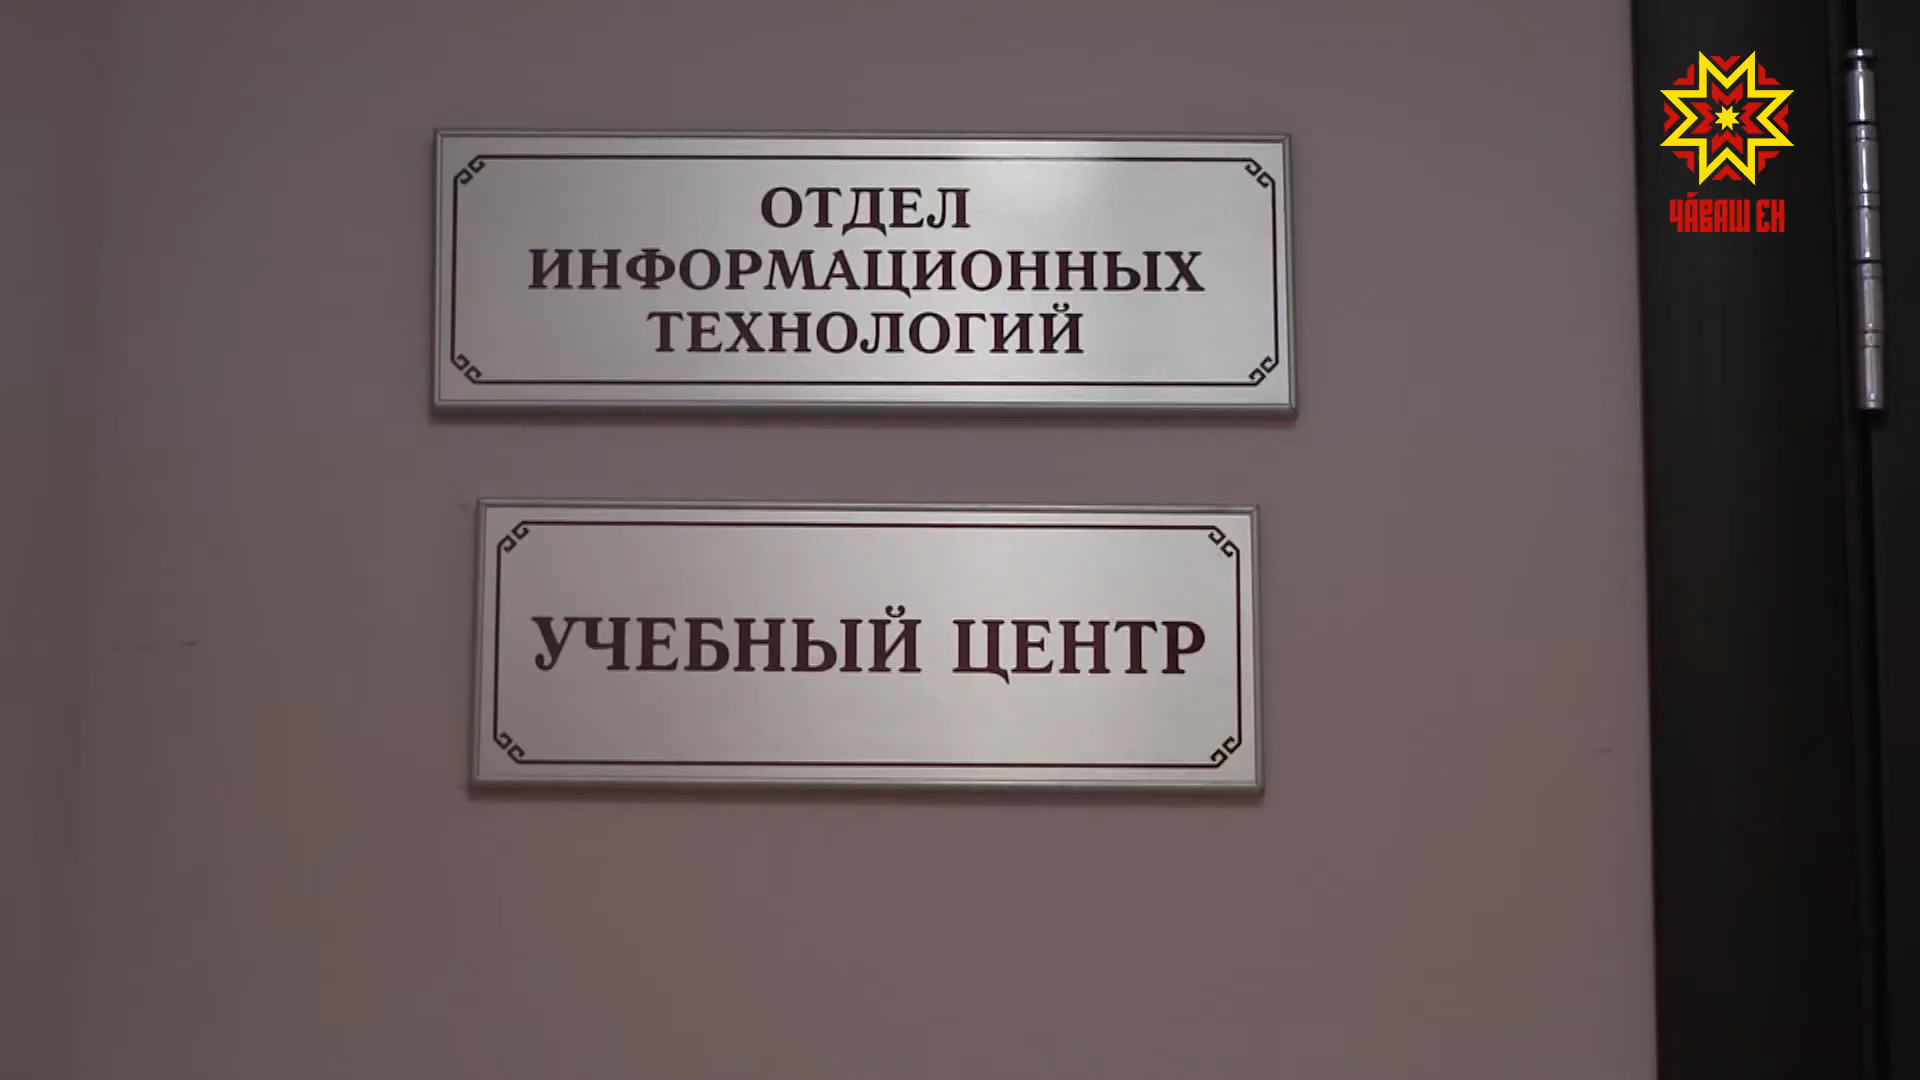 ОТДЕЛ
ИНФОРМАЦИОННЫХ
ТЕХНОЛОГИЙ
УЧЕБНЫЙ ЦЕНТР
ЧӐВАШ ЕН